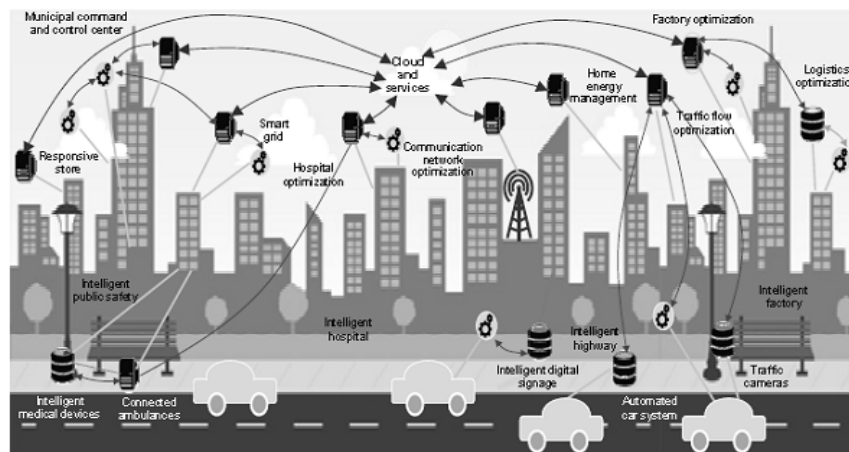 Municipal command
and control center
Factory optimization
Cloud
and
services
Home
energy
management
Logistics
optimization
Smart
grid
Traffic flow
optimization
Responsive
store
Hospital
optimization
Communication
network
optimization
Intelligent
public safety
Intelligent
factory
Intelligent
hospital
Intelligent
highway
Intelligent digital
signage
Traffic
cameras
Intelligent
medical devices
Connected
ambulances
Automated
car system